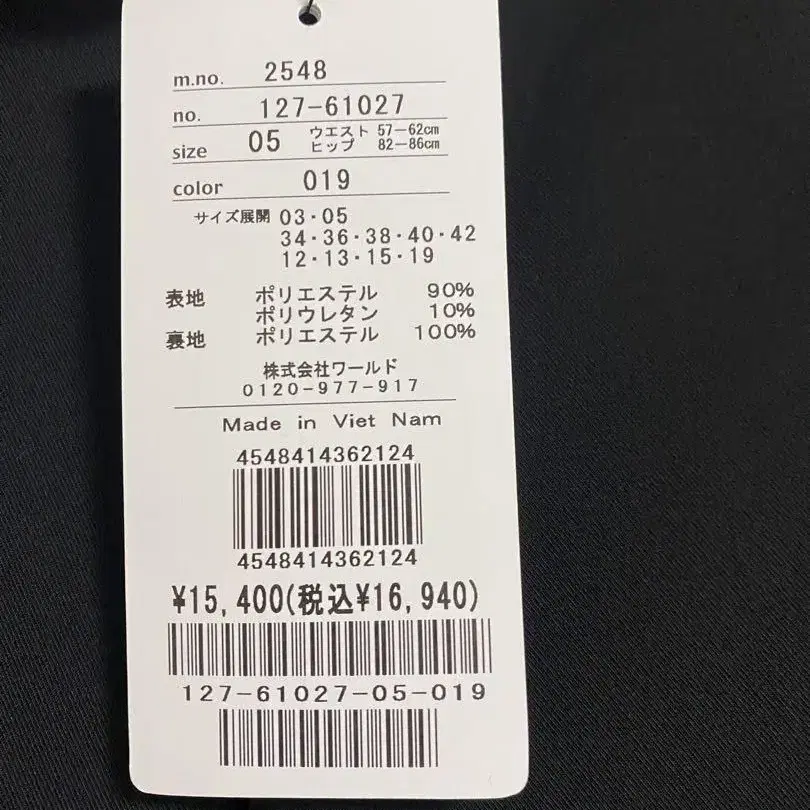 m.no. 2548
no. 127-61027
size 05 ウエスト 57-62cm
ヒップ 82-86cm
color 019
サイズ展開 03・05
34・36・38・40・42
12・13・15・19
表地 ポリエステル 90%
ポリウレタン 10%
裏地 ポリエステル 100%
株式会社ワールド
0120-977-917
Made in Viet Nam
4548414362124
4548414362124
¥15,400(税込¥16,940)
127-61027-05-019